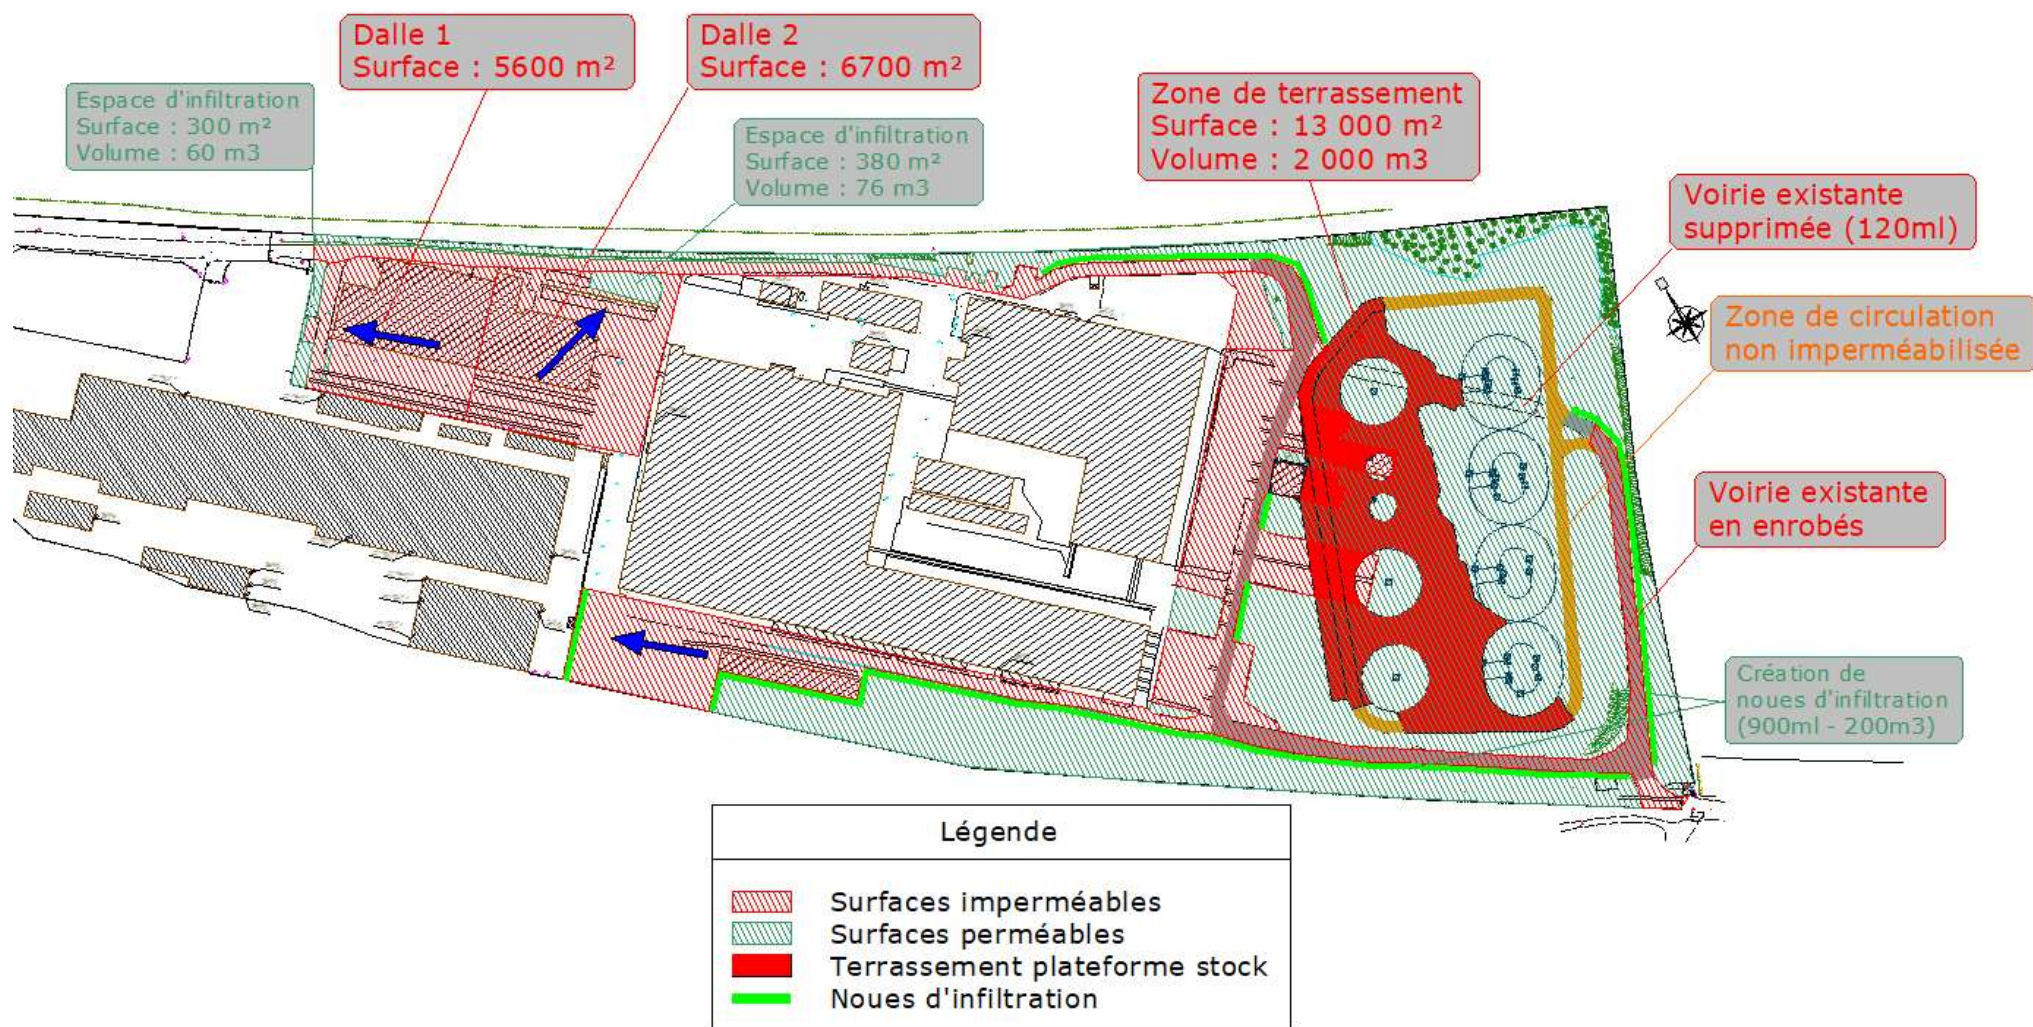 Dalle 1
Surface : 5600 m²
Dalle 2
Surface : 6700 m²
Espace d'infiltration
Surface : 300 m²
Volume : 60 m3
Espace d'infiltration
Surface : 380 m²
Volume : 76 m3
Zone de terrassement
Surface : 13 000 m²
Volume : 2 000 m3
Voirie existante
supprimée (120ml)
Zone de circulation
non imperméabilisée
Voirie existante
en enrobés
Création de
noues d'infiltration
(900ml - 200m3)
Légende
Surfaces imperméables
Surfaces perméables
Terrassement plateforme stock
Noues d'infiltration